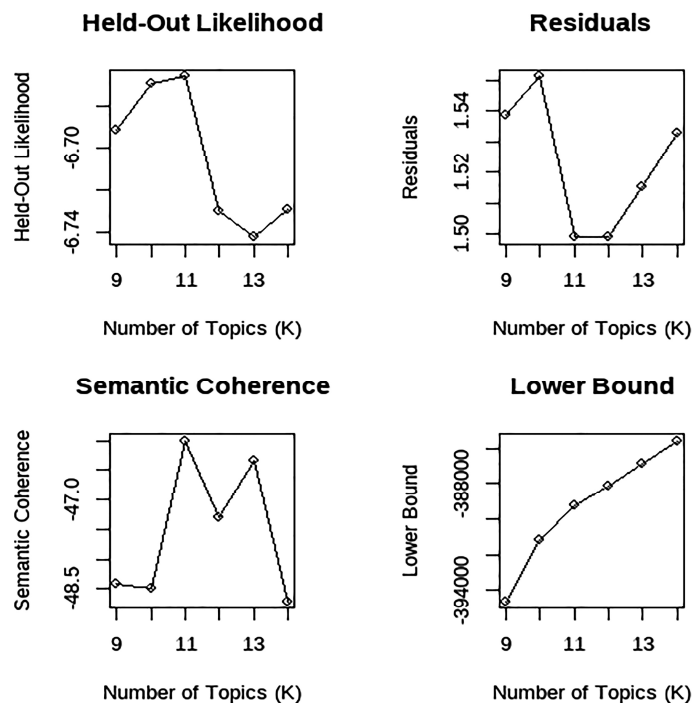 Held-Out Likelihood
Held-Out Likelihood
-6.70
-6.74
9 11 13
Number of Topics (K)
Residuals
Residuals
1.54
1.52
1.50
9 11 13
Number of Topics (K)
Semantic Coherence
Semantic Coherence
-47.0
-48.5
9 11 13
Number of Topics (K)
Lower Bound
Lower Bound
-388000
-394000
9 11 13
Number of Topics (K)